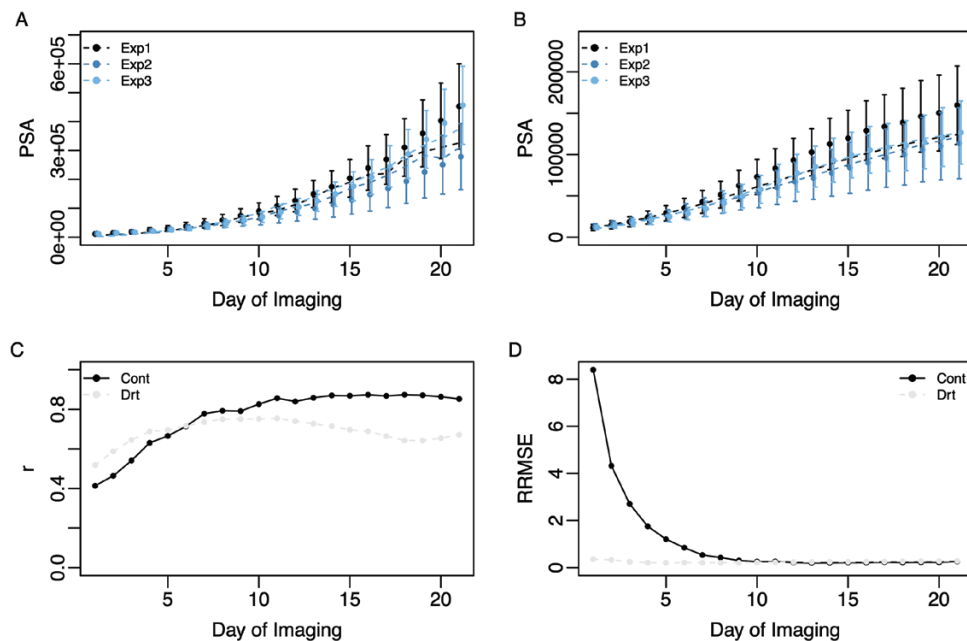 A
Exp1
Exp2
Exp3
PSA
0e+00 3e+05 6e+05
5 10 15 20
Day of Imaging
B
Exp1
Exp2
Exp3
PSA
0 100000 200000
5 10 15 20
Day of Imaging
C
Cont
Drt
r
0.0 0.4 0.8
5 10 15 20
Day of Imaging
D
Cont
Drt
RRMSE
0 2 4 6 8
5 10 15 20
Day of Imaging